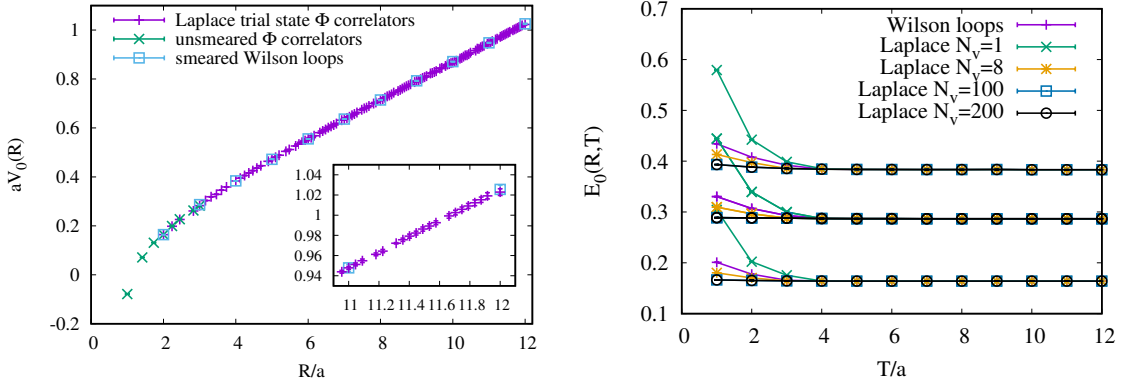 Laplace trial state Φ correlators
unsmeared Φ correlators
smeared Wilson loops
aV₀(R)
1
0.8
0.6
0.4
0.2
0
-0.2
0 2 4 6 8 10 12
R/a
1.04
1.02
1
0.98
0.96
0.94
11 11.2 11.4 11.6 11.8 12
Wilson loops
Laplace Nᵥ=1
Laplace Nᵥ=8
Laplace Nᵥ=100
Laplace Nᵥ=200
E₀(R,T)
0.7
0.6
0.5
0.4
0.3
0.2
0.1
0 2 4 6 8 10 12
T/a